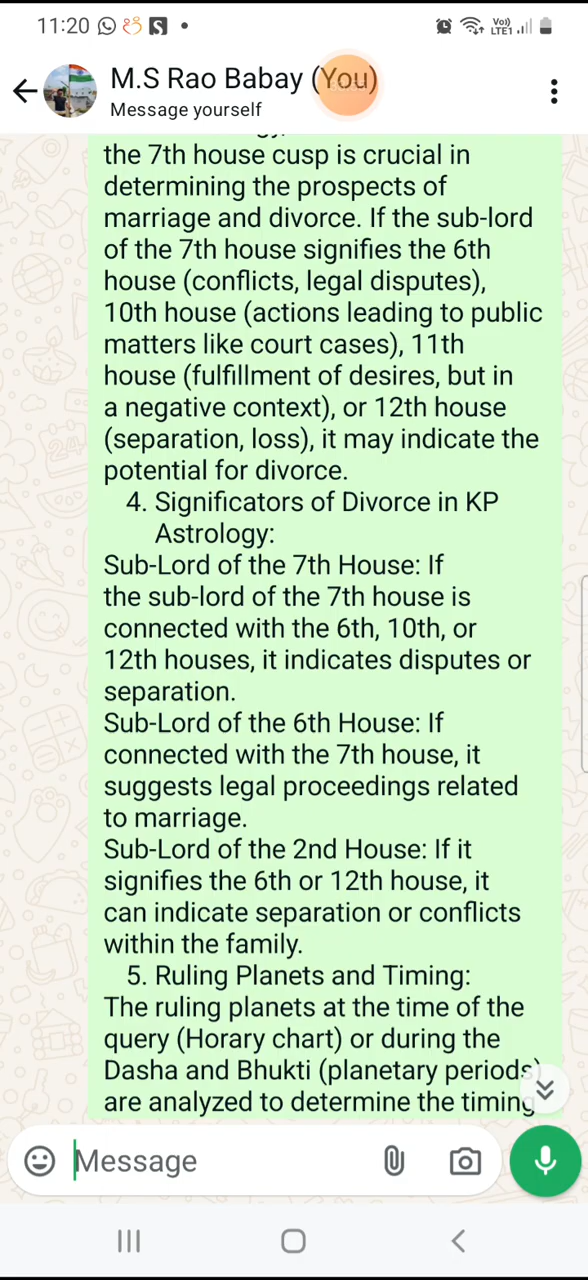 11:20
Vo))
LTE1
M.S Rao Babay (You)
Message yourself
the 7th house cusp is crucial in
determining the prospects of
marriage and divorce. If the sub-lord
of the 7th house signifies the 6th
house (conflicts, legal disputes),
10th house (actions leading to public
matters like court cases), 11th
house (fulfillment of desires, but in
a negative context), or 12th house
(separation, loss), it may indicate the
potential for divorce.
4. Significators of Divorce in KP
Astrology:
Sub-Lord of the 7th House: If
the sub-lord of the 7th house is
connected with the 6th, 10th, or
12th houses, it indicates disputes or
separation.
Sub-Lord of the 6th House: If
connected with the 7th house, it
suggests legal proceedings related
to marriage.
Sub-Lord of the 2nd House: If it
signifies the 6th or 12th house, it
can indicate separation or conflicts
within the family.
5. Ruling Planets and Timing:
The ruling planets at the time of the
query (Horary chart) or during the
Dasha and Bhukti (planetary periods)
are analyzed to determine the timing
Message